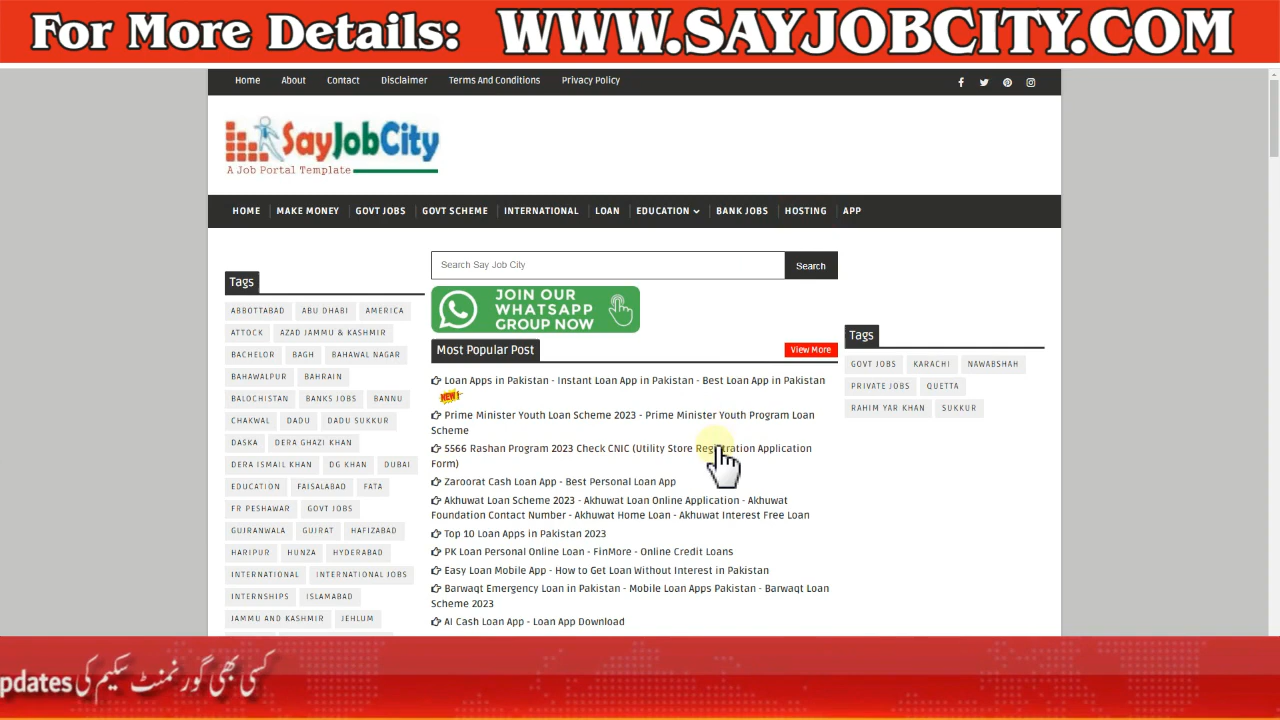 For More Details: WWW.SAYJOBCITY.COM
Home About Contact Disclaimer Terms And Conditions Privacy Policy
SayJobCity
A Job Portal Template
HOME MAKE MONEY GOVT JOBS GOVT SCHEME INTERNATIONAL LOAN EDUCATION BANK JOBS HOSTING APP
Tags
ABBOTTABAD ABU DHABI AMERICA
ATTOCK AZAD JAMMU & KASHMIR
BACHELOR BAGH BAHAWAL NAGAR
BAHAWALPUR BAHRAIN
BALOCHISTAN BANKS JOBS BANNU
CHAKWAL DADU DADU SUKKUR
DASKA DERA GHAZI KHAN
DERA ISMAIL KHAN DG KHAN DUBAI
EDUCATION FAISALABAD FATA
FR PESHAWAR GOVT JOBS
GUJRANWALA GUJRAT HAFIZABAD
HARIPUR HUNZA HYDERABAD
INTERNATIONAL INTERNATIONAL JOBS
INTERNSHIPS ISLAMABAD
JAMMU AND KASHMIR JEHLUM
Search Say Job City Search
JOIN OUR
WHATSAPP
GROUP NOW
Most Popular Post View More
Loan Apps in Pakistan - Instant Loan App in Pakistan - Best Loan App in Pakistan
NEW!
Prime Minister Youth Loan Scheme 2023 - Prime Minister Youth Program Loan
Scheme
5566 Rashan Program 2023 Check CNIC (Utility Store Registration Application
Form)
Zaroorat Cash Loan App - Best Personal Loan App
Akhuwat Loan Scheme 2023 - Akhuwat Loan Online Application - Akhuwat
Foundation Contact Number - Akhuwat Home Loan - Akhuwat Interest Free Loan
Top 10 Loan Apps in Pakistan 2023
PK Loan Personal Online Loan - FinMore - Online Credit Loans
Easy Loan Mobile App - How to Get Loan Without Interest in Pakistan
Barwaqt Emergency Loan in Pakistan - Mobile Loan Apps Pakistan - Barwaqt Loan
Scheme 2023
AI Cash Loan App - Loan App Download
Tags
GOVT JOBS KARACHI NAWABSHAH
PRIVATE JOBS QUETTA
RAHIM YAR KHAN SUKKUR
کسی بھی گورنمنٹ سکیم کی pdates